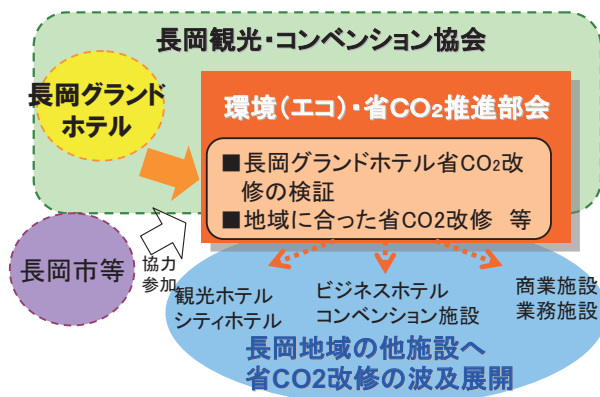 長岡観光・コンベンション協会
長岡グランド
ホテル
環境(エコ)・省CO₂推進部会
■長岡グランドホテル省CO₂改
修の検証
■地域に合った省CO2改修 等
長岡市等
協力
参加
観光ホテル
シティホテル
ビジネスホテル
コンベンション施設
商業施設
業務施設
長岡地域の他施設へ
省CO2改修の波及展開